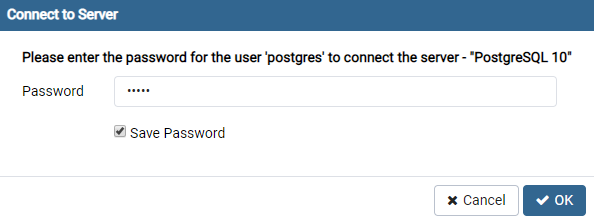 Connect to Server
Please enter the password for the user 'postgres' to connect the server - "PostgreSQL 10"
Password •••••
Save Password
Cancel OK